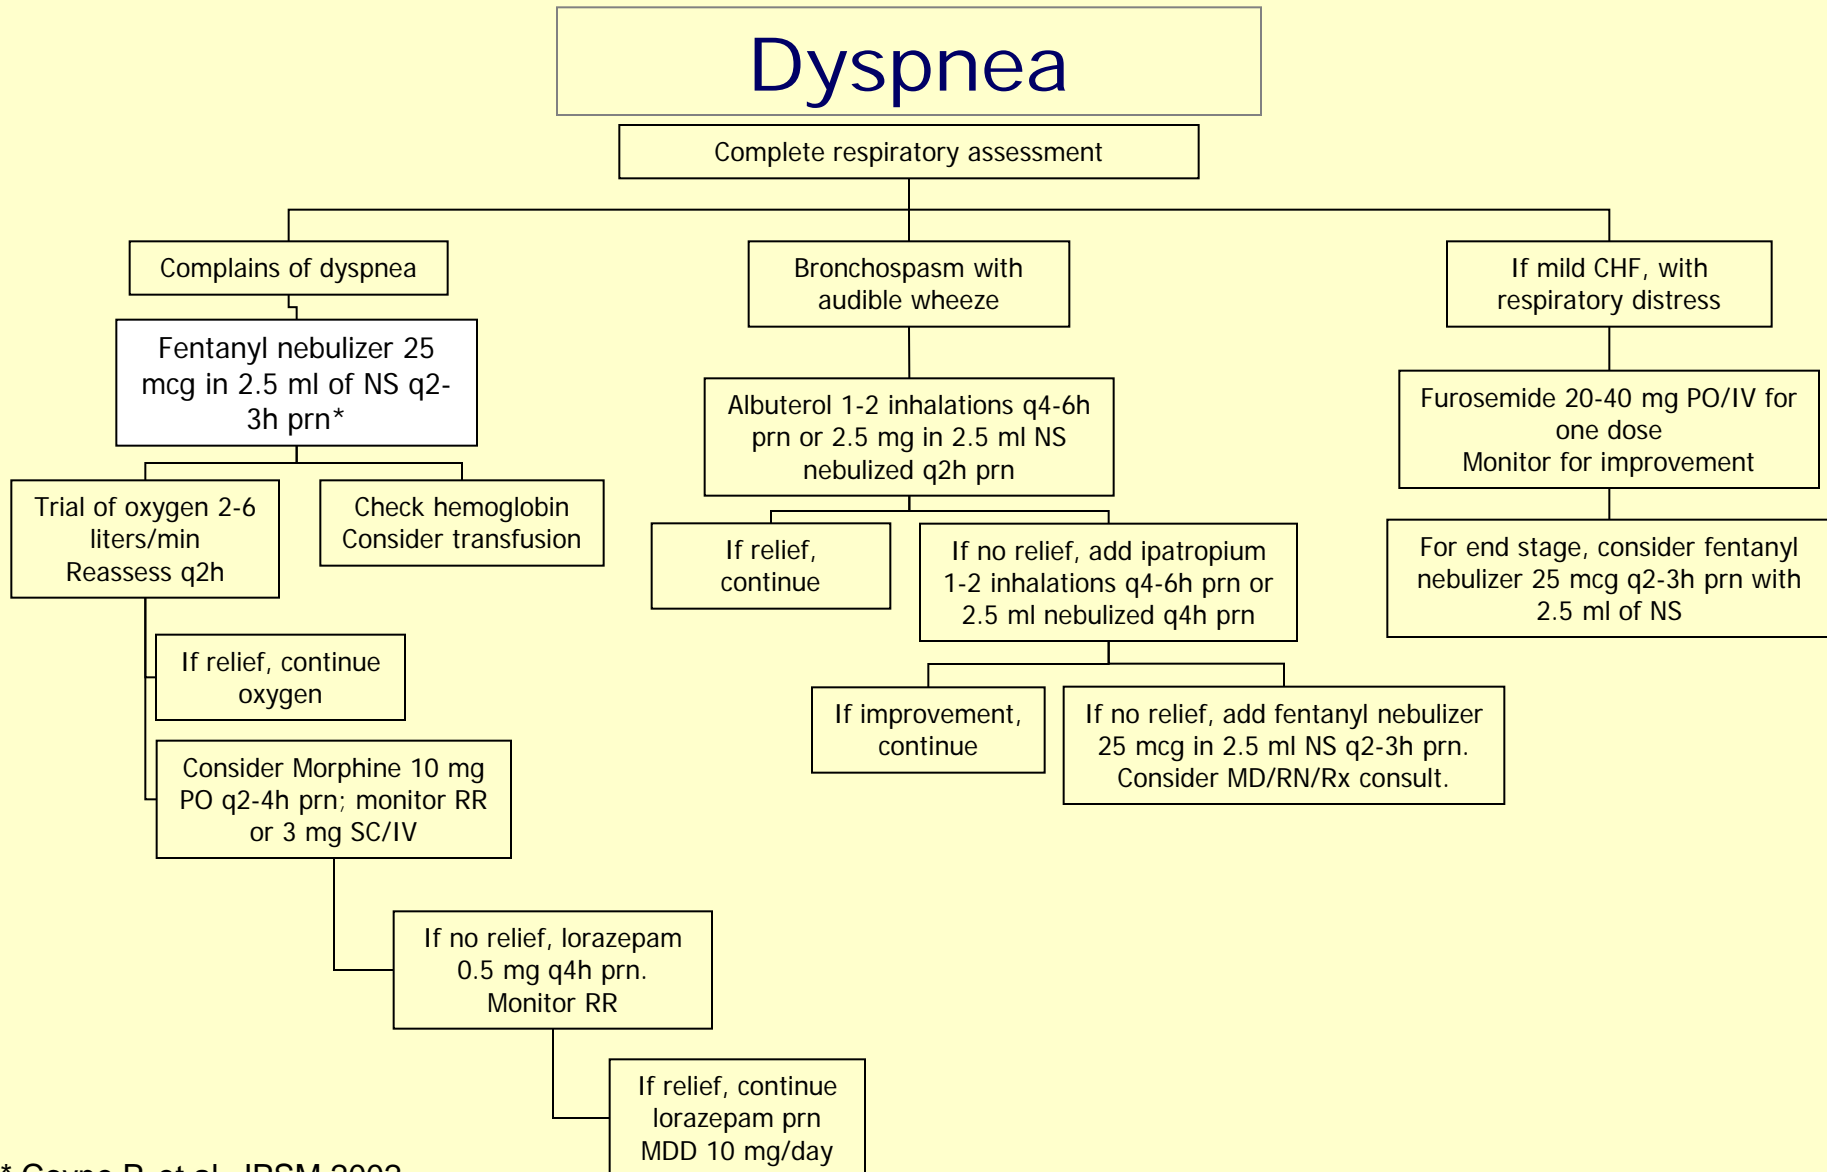 Dyspnea
Complete respiratory assessment
Complains of dyspnea
Fentanyl nebulizer 25
mcg in 2.5 ml of NS q2-
3h prn*
Trial of oxygen 2-6
liters/min
Reassess q2h
Check hemoglobin
Consider transfusion
If relief, continue
oxygen
Consider Morphine 10 mg
PO q2-4h prn; monitor RR
or 3 mg SC/IV
If no relief, lorazepam
0.5 mg q4h prn.
Monitor RR
If relief, continue
lorazepam prn
MDD 10 mg/day
Bronchospasm with
audible wheeze
Albuterol 1-2 inhalations q4-6h
prn or 2.5 mg in 2.5 ml NS
nebulized q2h prn
If relief,
continue
If no relief, add ipatropium
1-2 inhalations q4-6h prn or
2.5 ml nebulized q4h prn
If improvement,
continue
If no relief, add fentanyl nebulizer
25 mcg in 2.5 ml NS q2-3h prn.
Consider MD/RN/Rx consult.
If mild CHF, with
respiratory distress
Furosemide 20-40 mg PO/IV for
one dose
Monitor for improvement
For end stage, consider fentanyl
nebulizer 25 mcg q2-3h prn with
2.5 ml of NS
* Coyne P, et al. JPSM 2002